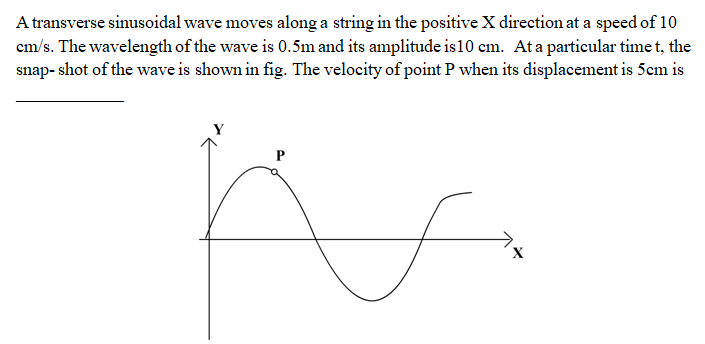 A transverse sinusoidal wave moves along a string in the positive X direction at a speed of 10
cm/s. The wavelength of the wave is 0.5m and its amplitude is10 cm. At a particular time t, the
snap- shot of the wave is shown in fig. The velocity of point P when its displacement is 5cm is
Y
P
X